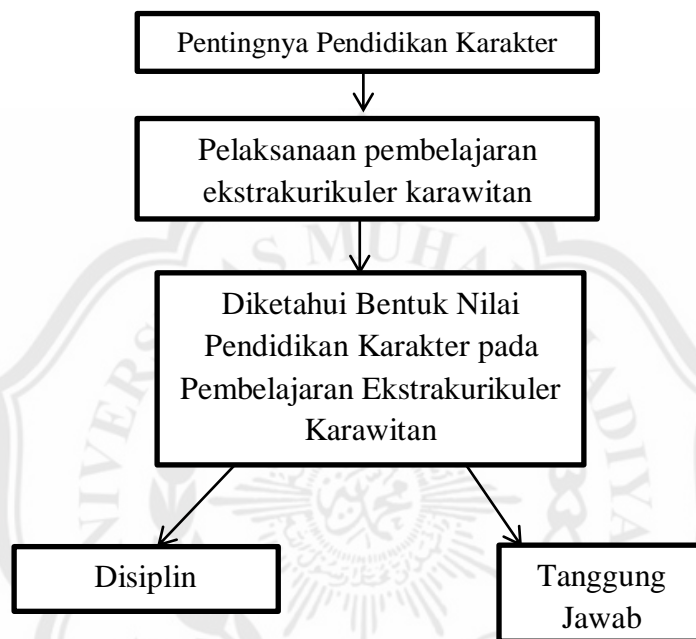 Pentingnya Pendidikan Karakter
Pelaksanaan pembelajaran
ekstrakurikuler karawitan
Diketahui Bentuk Nilai
Pendidikan Karakter pada
Pembelajaran Ekstrakurikuler
Karawitan
Disiplin
Tanggung
Jawab